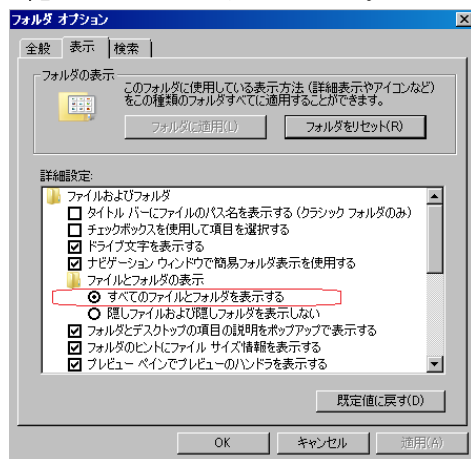 フォルダ オプション
全般 表示 検索
フォルダの表示
このフォルダに使用している表示方法 (詳細表示やアイコンなど)
をこの種類のフォルダすべてに適用することができます。
フォルダに適用(L) フォルダをリセット(R)
詳細設定:
ファイルおよびフォルダ
タイトル バーにファイルのパス名を表示する (クラシック フォルダのみ)
チェックボックスを使用して項目を選択する
ドライブ文字を表示する
ナビゲーション ウィンドウで簡易フォルダ表示を使用する
ファイルとフォルダの表示
すべてのファイルとフォルダを表示する
隠しファイルおよび隠しフォルダを表示しない
フォルダとデスクトップの項目の説明をポップアップで表示する
フォルダのヒントにファイル サイズ情報を表示する
プレビュー ペインでプレビューのハンドラを表示する
既定値に戻す(D)
OK キャンセル 適用(A)